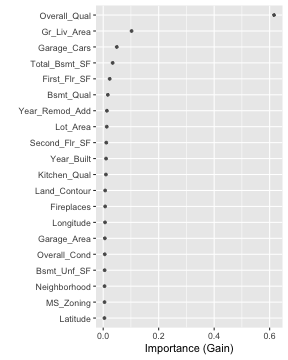 Overall_Qual
Gr_Liv_Area
Garage_Cars
Total_Bsmt_SF
First_Flr_SF
Bsmt_Qual
Year_Remod_Add
Lot_Area
Second_Flr_SF
Year_Built
Kitchen_Qual
Land_Contour
Fireplaces
Longitude
Garage_Area
Overall_Cond
Bsmt_Unf_SF
Neighborhood
MS_Zoning
Latitude
0.0 0.2 0.4 0.6
Importance (Gain)